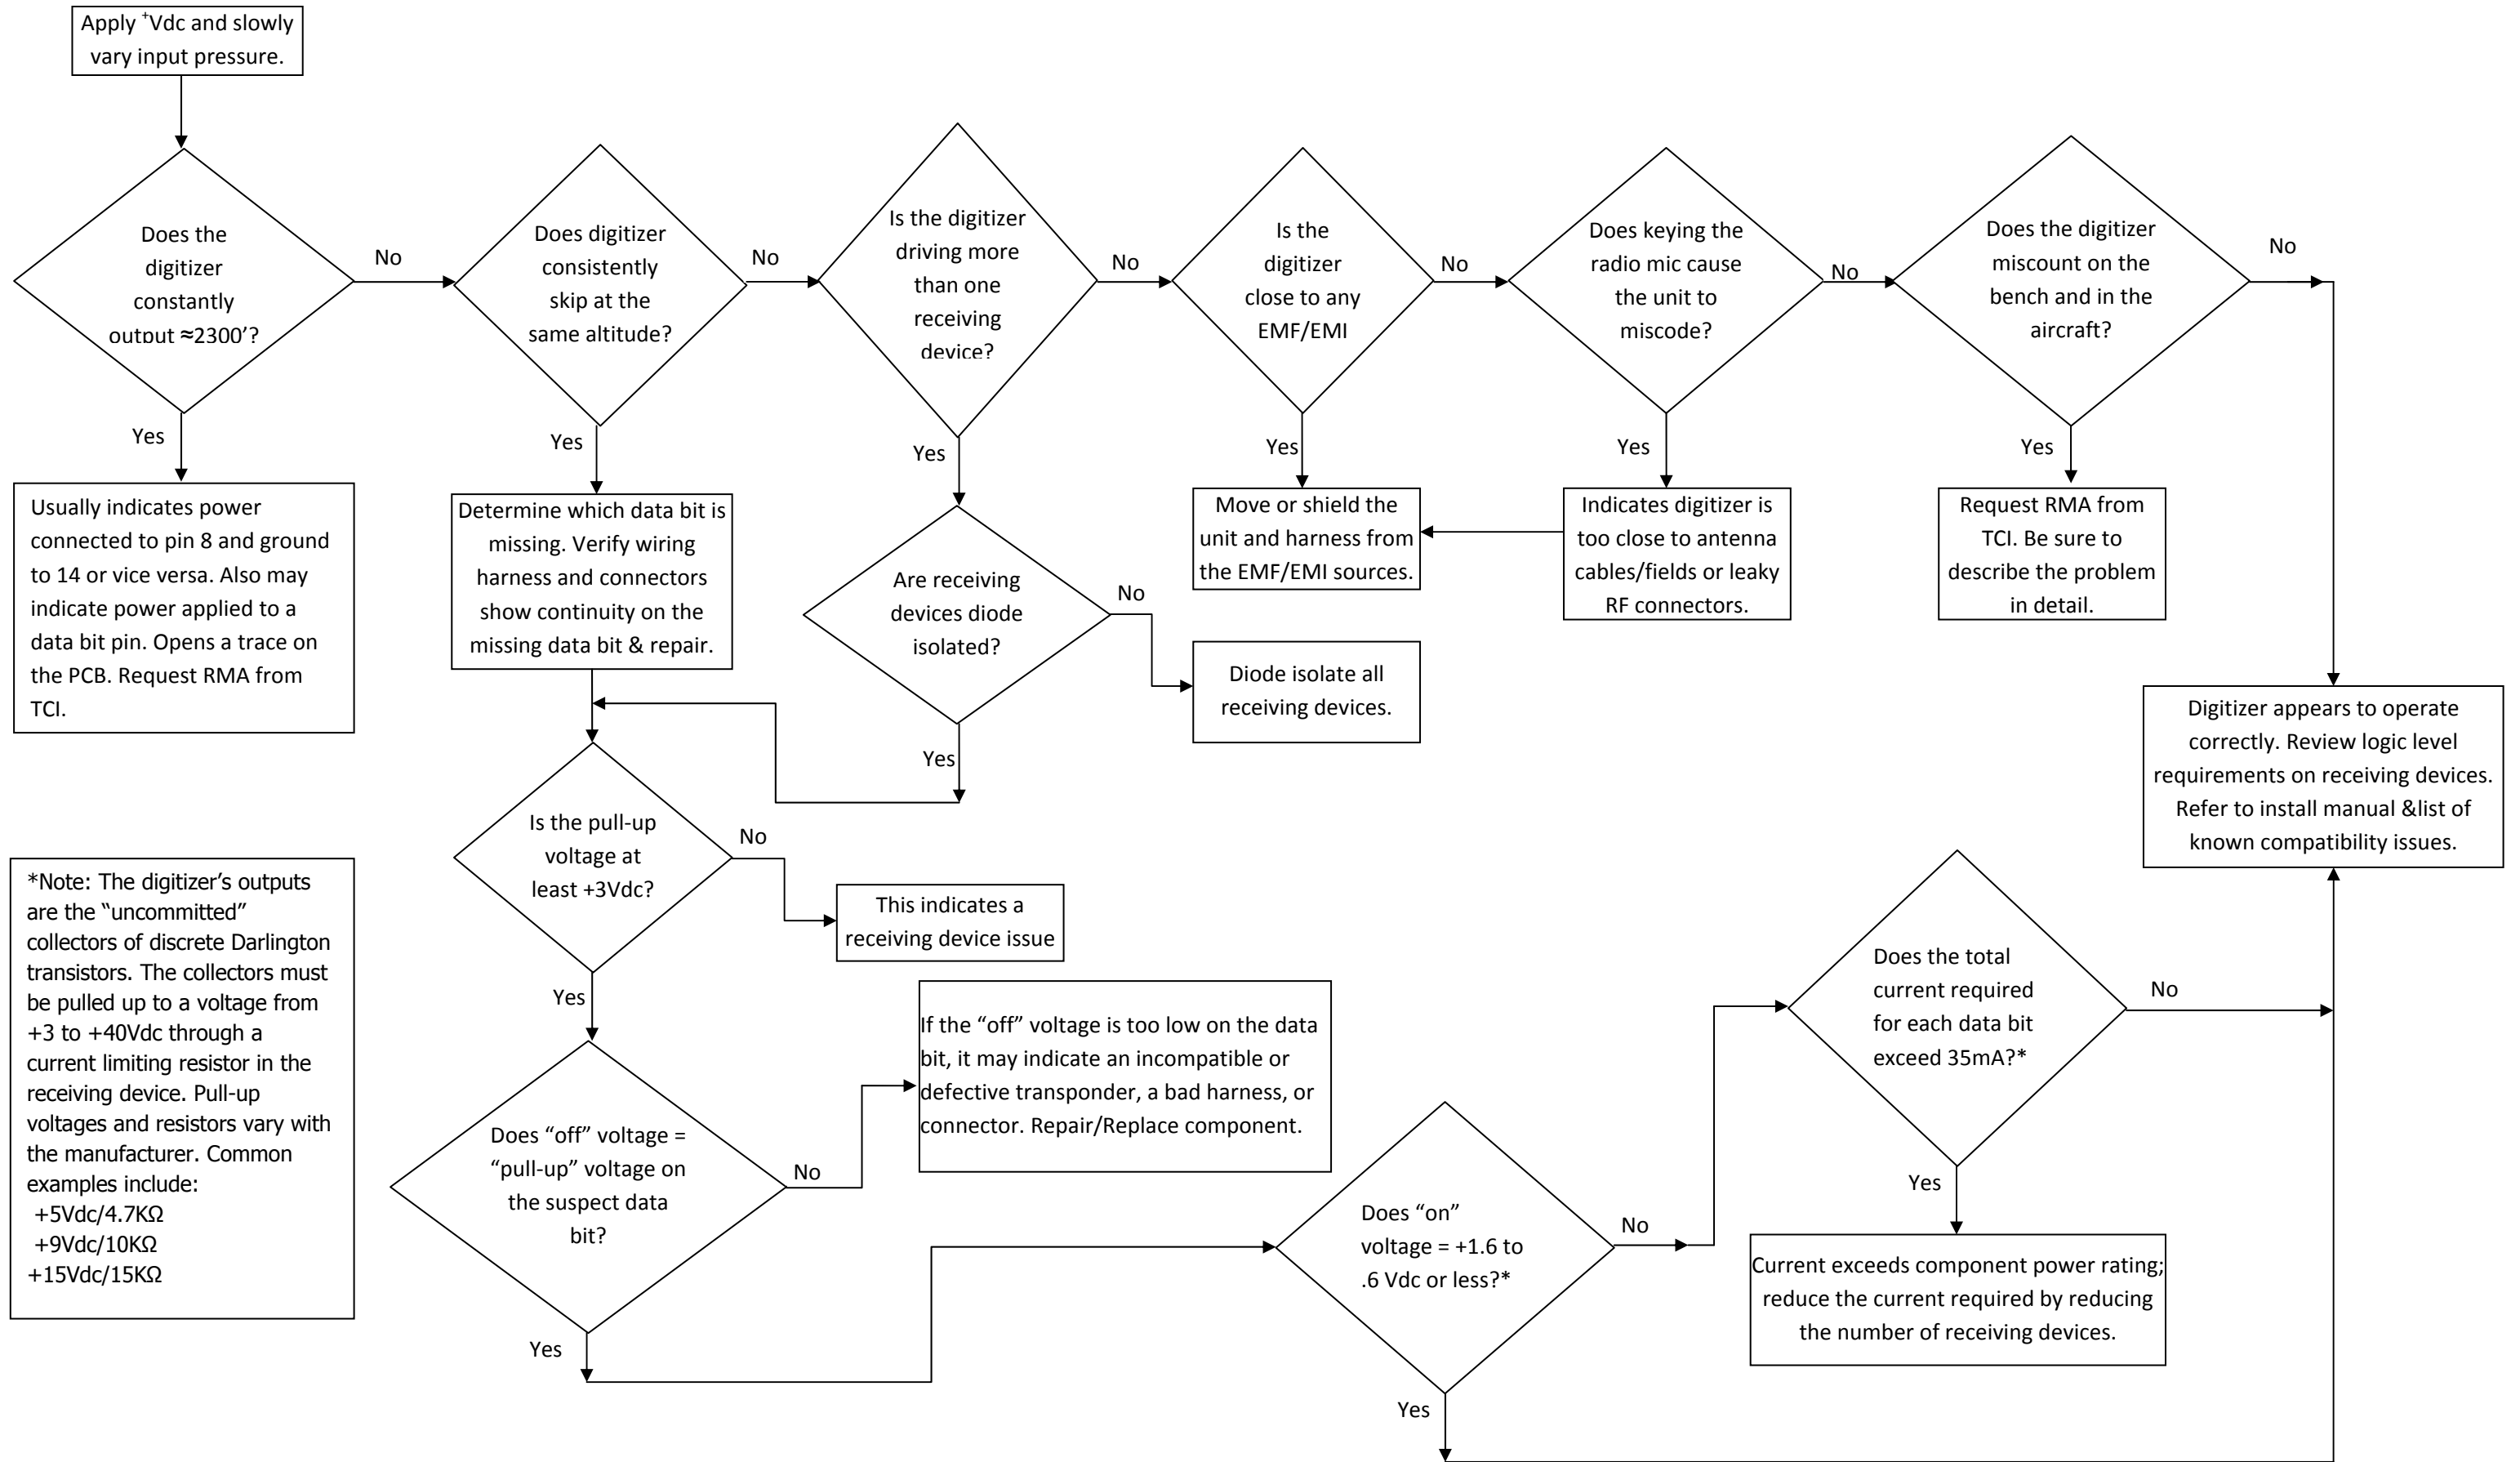 Apply +Vdc and slowly
vary input pressure.
Does the
digitizer
constantly
output ≈2300’?
No
Yes
Usually indicates power
connected to pin 8 and ground
to 14 or vice versa. Also may
indicate power applied to a
data bit pin. Opens a trace on
the PCB. Request RMA from
TCI.
Does digitizer
consistently
skip at the
same altitude?
No
Yes
Determine which data bit is
missing. Verify wiring
harness and connectors
show continuity on the
missing data bit & repair.
Is the digitizer
driving more
than one
receiving
device?
No
Yes
Are receiving
devices diode
isolated?
No
Yes
Diode isolate all
receiving devices.
Is the
digitizer
close to any
EMF/EMI
No
Yes
Move or shield the
unit and harness from
the EMF/EMI sources.
Does keying the
radio mic cause
the unit to
miscode?
No
Yes
Indicates digitizer is
too close to antenna
cables/fields or leaky
RF connectors.
Does the digitizer
miscount on the
bench and in the
aircraft?
No
Yes
Request RMA from
TCI. Be sure to
describe the problem
in detail.
Digitizer appears to operate
correctly. Review logic level
requirements on receiving devices.
Refer to install manual &list of
known compatibility issues.
Is the pull-up
voltage at
least +3Vdc?
No
Yes
This indicates a
receiving device issue
Does “off” voltage =
“pull-up” voltage on
the suspect data
bit?
No
Yes
If the “off” voltage is too low on the data
bit, it may indicate an incompatible or
defective transponder, a bad harness, or
connector. Repair/Replace component.
Does “on”
voltage = +1.6 to
.6 Vdc or less?*
No
Yes
Does the total
current required
for each data bit
exceed 35mA?*
No
Yes
Current exceeds component power rating;
reduce the current required by reducing
the number of receiving devices.
*Note: The digitizer’s outputs
are the “uncommitted”
collectors of discrete Darlington
transistors. The collectors must
be pulled up to a voltage from
+3 to +40Vdc through a
current limiting resistor in the
receiving device. Pull-up
voltages and resistors vary with
the manufacturer. Common
examples include:
+5Vdc/4.7KΩ
+9Vdc/10KΩ
+15Vdc/15KΩ